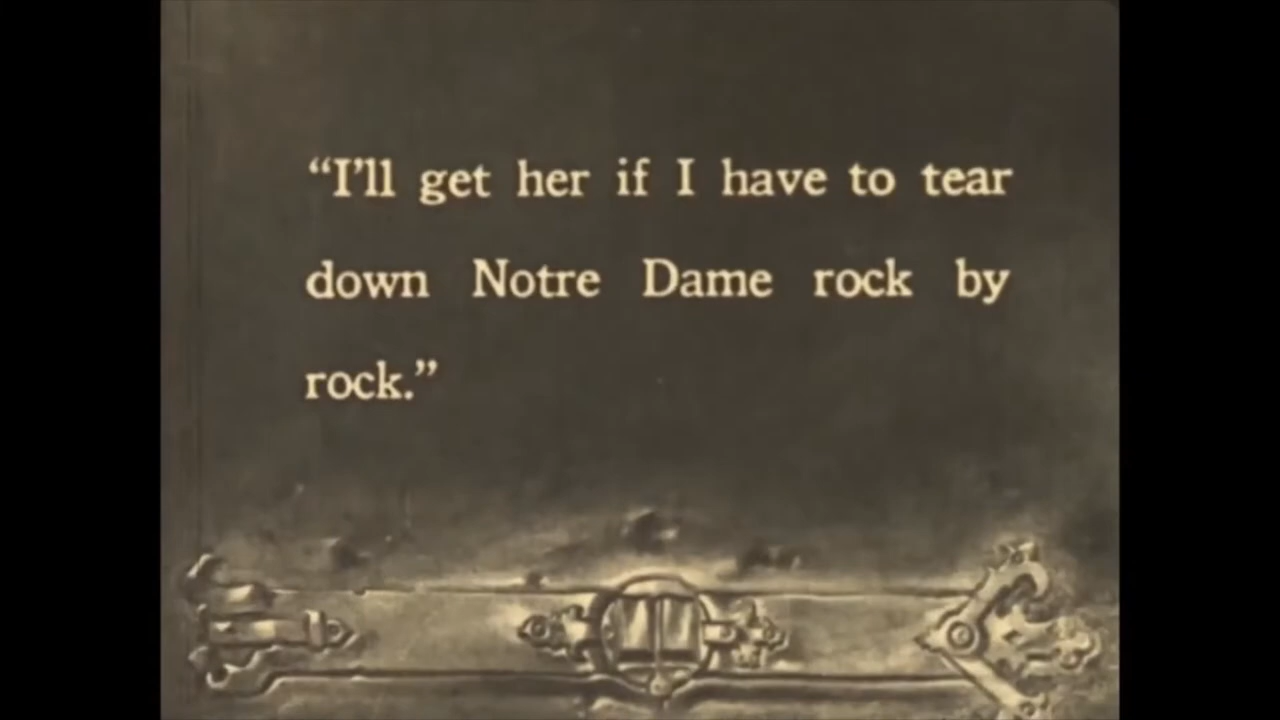 “I’ll get her if I have to tear
down Notre Dame rock by
rock.”